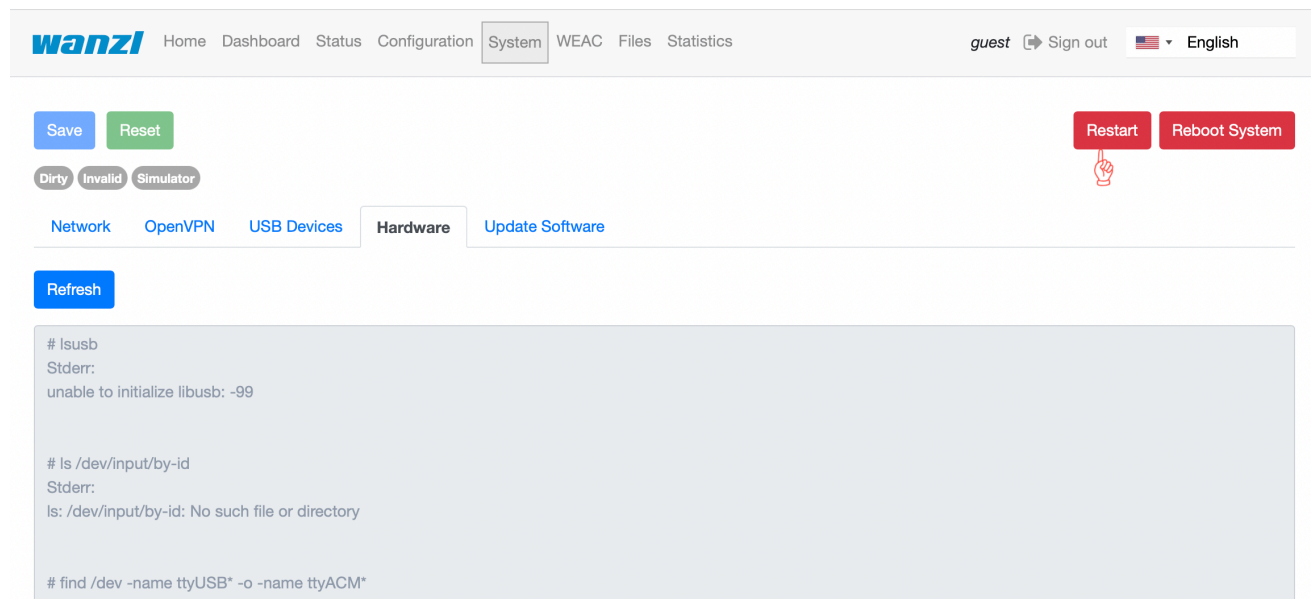 wanzl Home Dashboard Status Configuration System WEAC Files Statistics guest Sign out English
Save Reset Restart Reboot System
Dirty Invalid Simulator
Network OpenVPN USB Devices Hardware Update Software
Refresh
# lsusb
Stderr:
unable to initialize libusb: -99
# ls /dev/input/by-id
Stderr:
ls: /dev/input/by-id: No such file or directory
# find /dev -name ttyUSB* -o -name ttyACM*